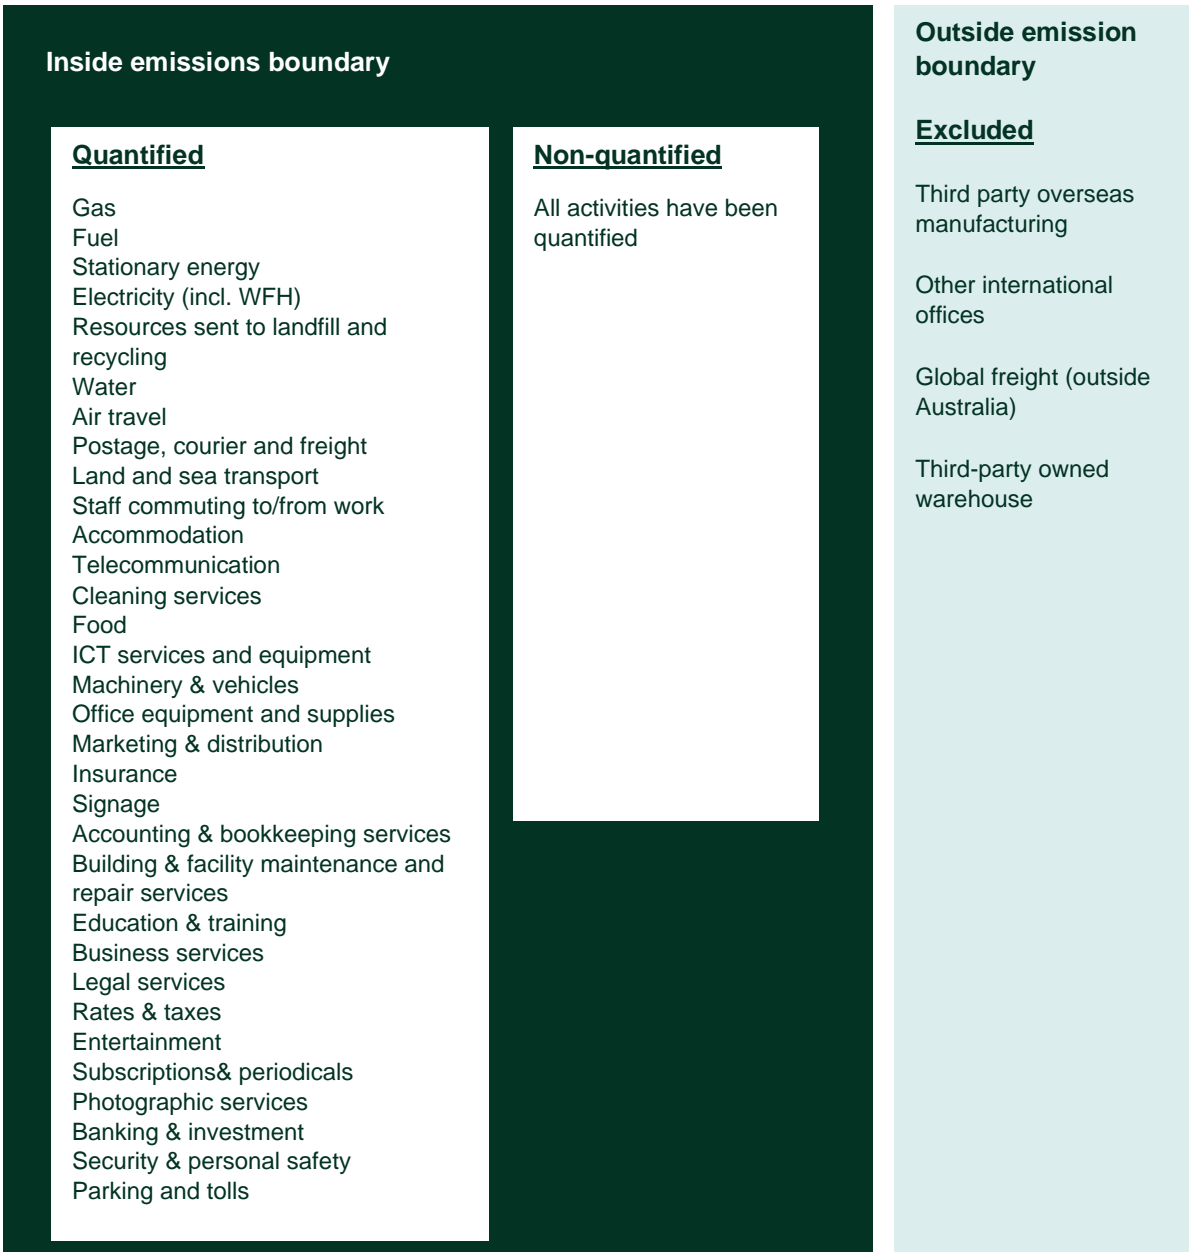 Inside emissions boundary
Quantified
Gas
Fuel
Stationary energy
Electricity (incl. WFH)
Resources sent to landfill and
recycling
Water
Air travel
Postage, courier and freight
Land and sea transport
Staff commuting to/from work
Accommodation
Telecommunication
Cleaning services
Food
ICT services and equipment
Machinery & vehicles
Office equipment and supplies
Marketing & distribution
Insurance
Signage
Accounting & bookkeeping services
Building & facility maintenance and
repair services
Education & training
Business services
Legal services
Rates & taxes
Entertainment
Subscriptions& periodicals
Photographic services
Banking & investment
Security & personal safety
Parking and tolls
Non-quantified
All activities have been
quantified
Outside emission
boundary
Excluded
Third party overseas
manufacturing
Other international
offices
Global freight (outside
Australia)
Third-party owned
warehouse